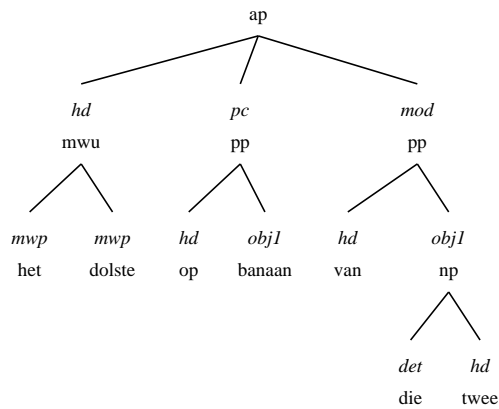 ap
hd pc mod
mwu pp pp
mwp mwp hd obj1 hd obj1
het dolste op banaan van np
det hd
die twee